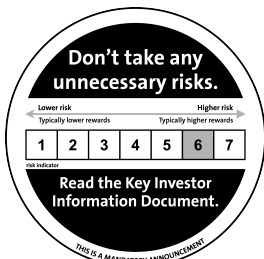 Don't take any
unnecessary risks.
Lower risk Higher risk
Typically lower rewards Typically higher rewards
1 2 3 4 5 6 7
risk indicator
Read the Key Investor
Information Document.
THIS IS A MANDATORY ANNOUNCEMENT